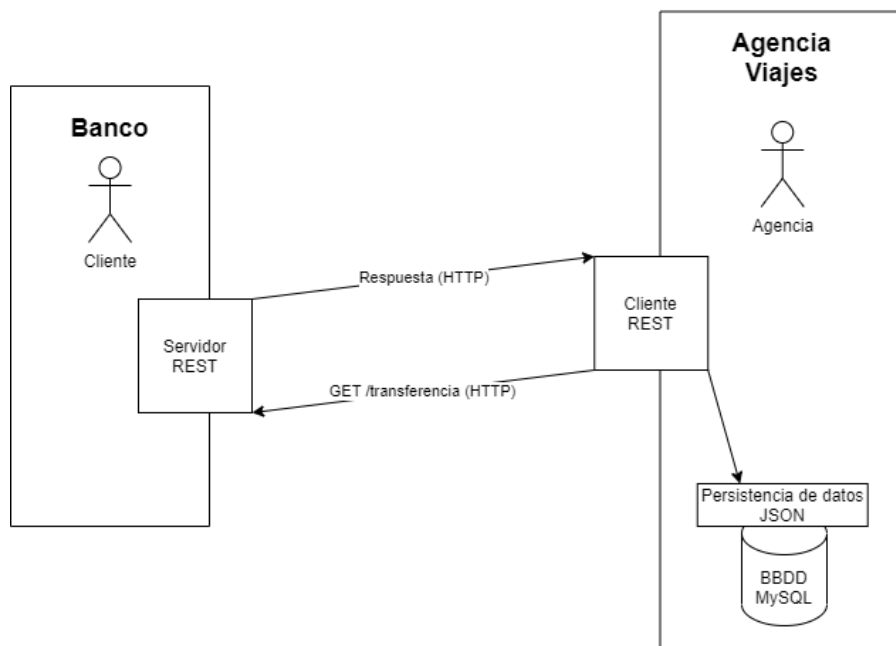 Agencia
Viajes
Banco
Agencia
Cliente
Respuesta (HTTP)
Cliente
REST
Servidor
REST
GET /transferencia (HTTP)
Persistencia de datos
JSON
BBDD
MySQL